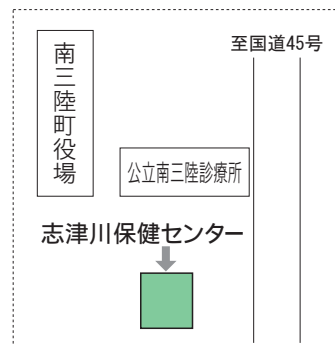 南三陸町役場
至国道45号
公立南三陸診療所
志津川保健センター